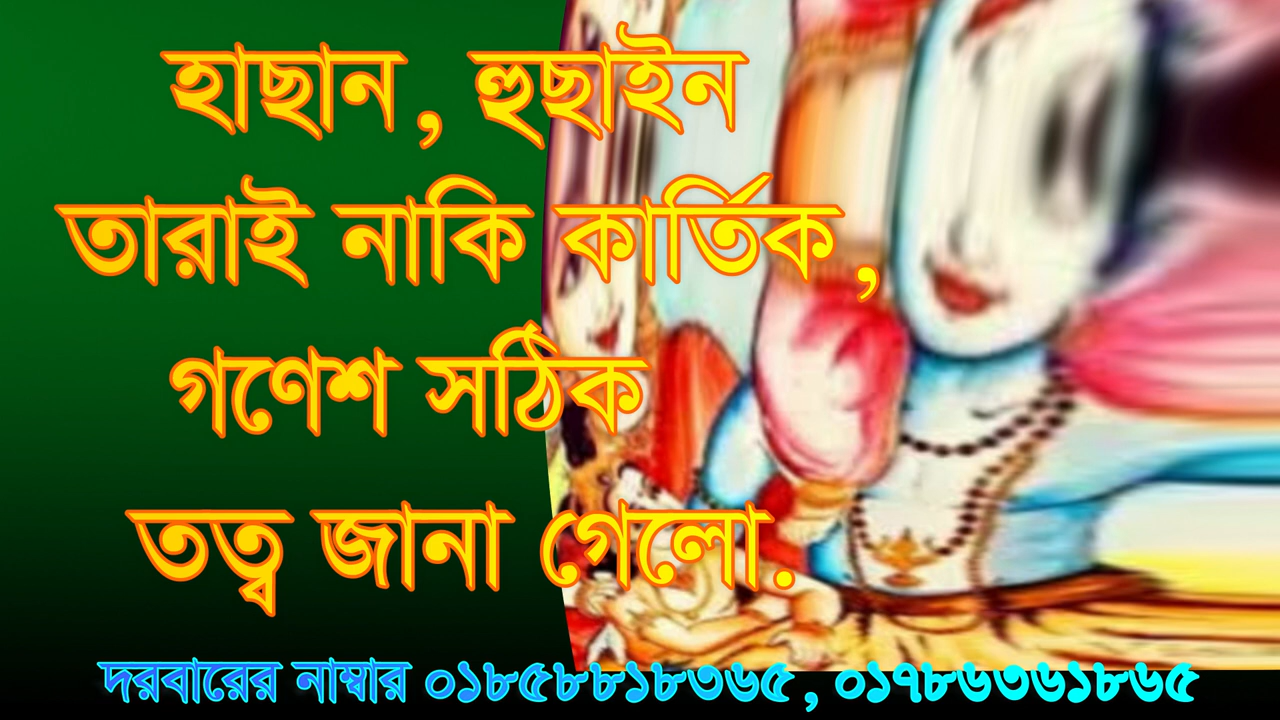 হাছান, হুছাইন
তারাই নাকি কার্তিক,
গণেশ সঠিক
তত্ব জানা গেলো.
দরবারের নাম্বার ০১৮৫৮৮১৮৩৬৫, ০১৭৮৬৩৬১৮৬৫